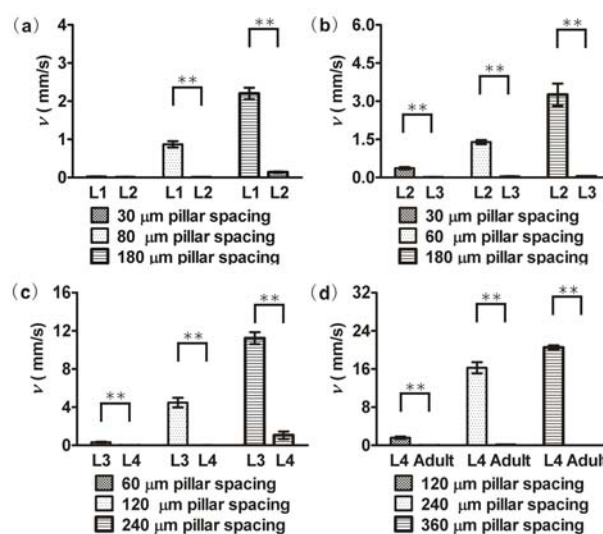 (a)
ν ( mm/s)
4
3
2
1
0
**
**
L1 L2 L1 L2 L1 L2
30 μm pillar spacing
80 μm pillar spacing
180 μm pillar spacing
(b)
ν ( mm/s)
6.0
4.5
3.0
1.5
0
**
**
**
L2 L3 L2 L3 L2 L3
30 μm pillar spacing
60 μm pillar spacing
180 μm pillar spacing
(c)
ν ( mm/s)
16
12
8
4
0
**
**
**
L3 L4 L3 L4 L3 L4
60 μm pillar spacing
120 μm pillar spacing
240 μm pillar spacing
(d)
ν ( mm/s)
32
24
16
8
0
**
**
**
L4 Adult L4 Adult L4 Adult
120 μm pillar spacing
240 μm pillar spacing
360 μm pillar spacing